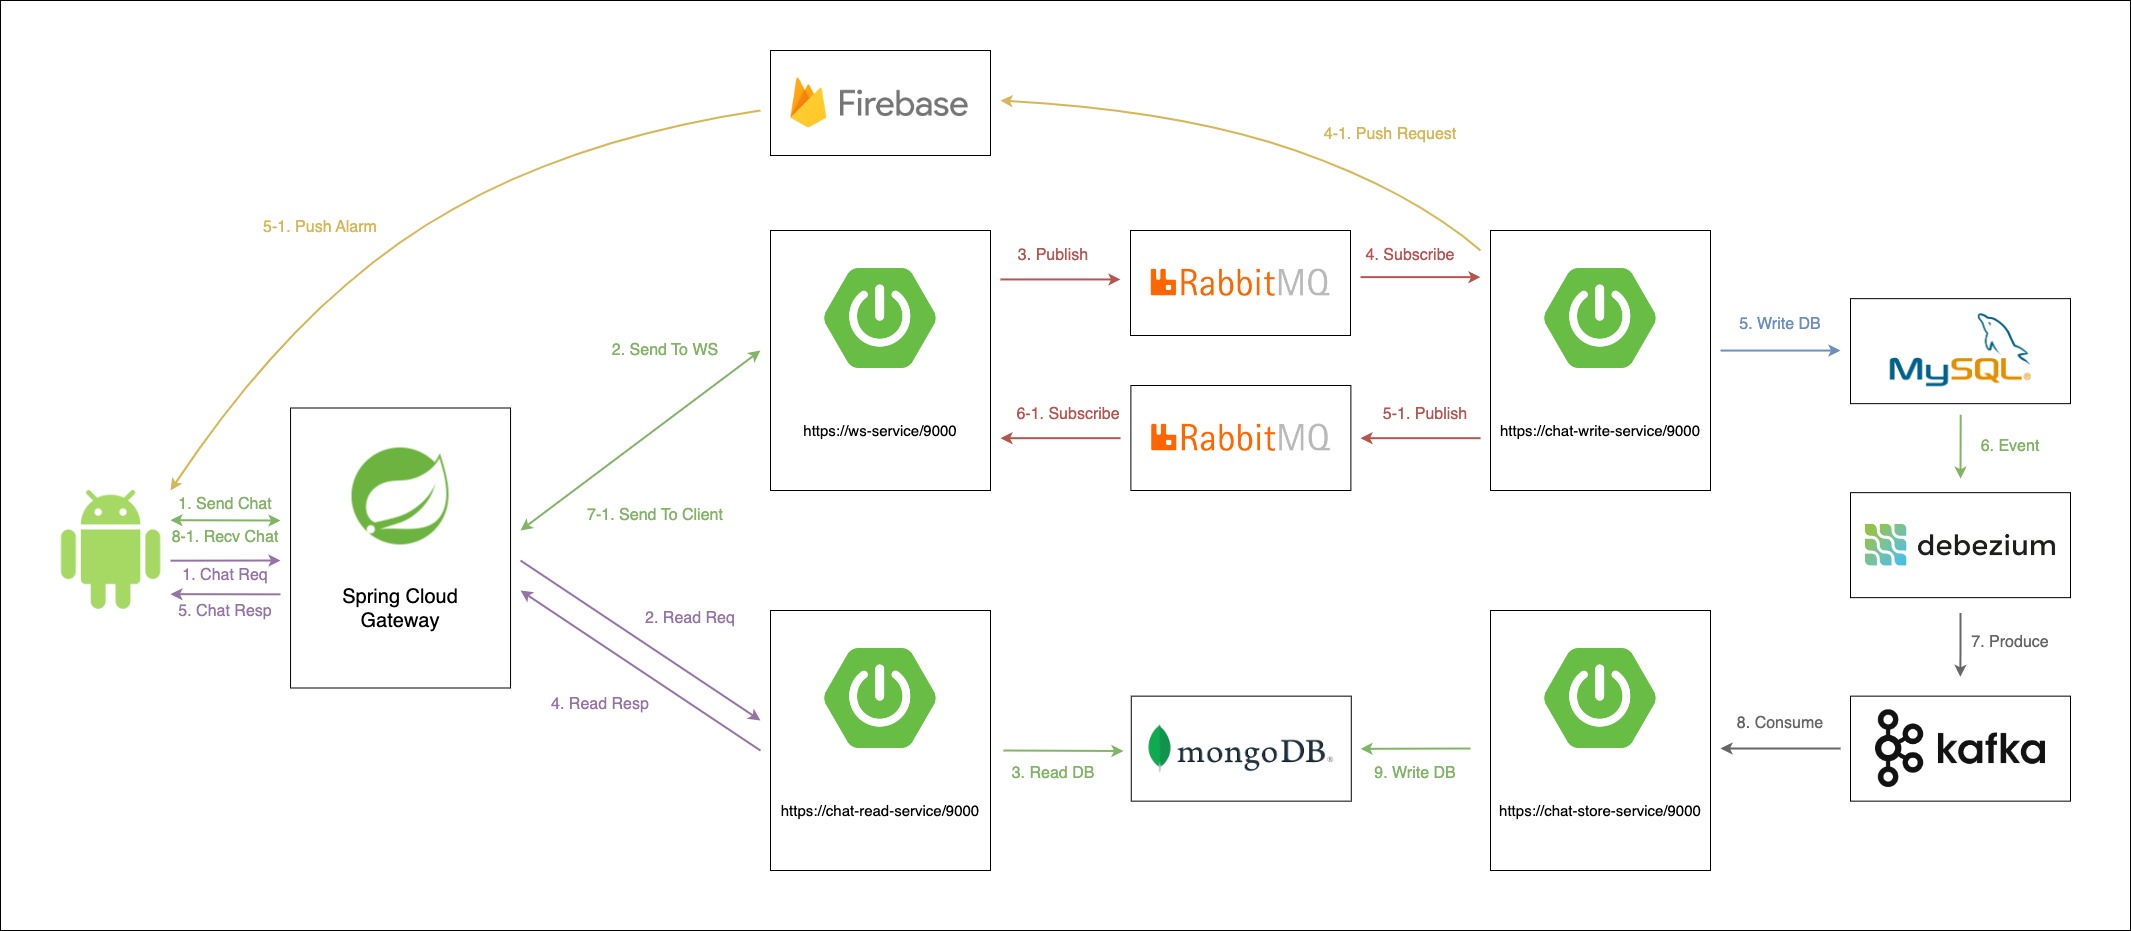 Firebase
4-1. Push Request
5-1. Push Alarm
3. Publish
RabbitMQ
4. Subscribe
2. Send To WS
5. Write DB
MySQL®
https://ws-service/9000
6-1. Subscribe
RabbitMQ
5-1. Publish
https://chat-write-service/9000
6. Event
1. Send Chat
8-1. Recv Chat
1. Chat Req
5. Chat Resp
7-1. Send To Client
Spring Cloud
Gateway
debezium
2. Read Req
7. Produce
4. Read Resp
8. Consume
kafka
mongoDB®
3. Read DB
9. Write DB
https://chat-read-service/9000
https://chat-store-service/9000